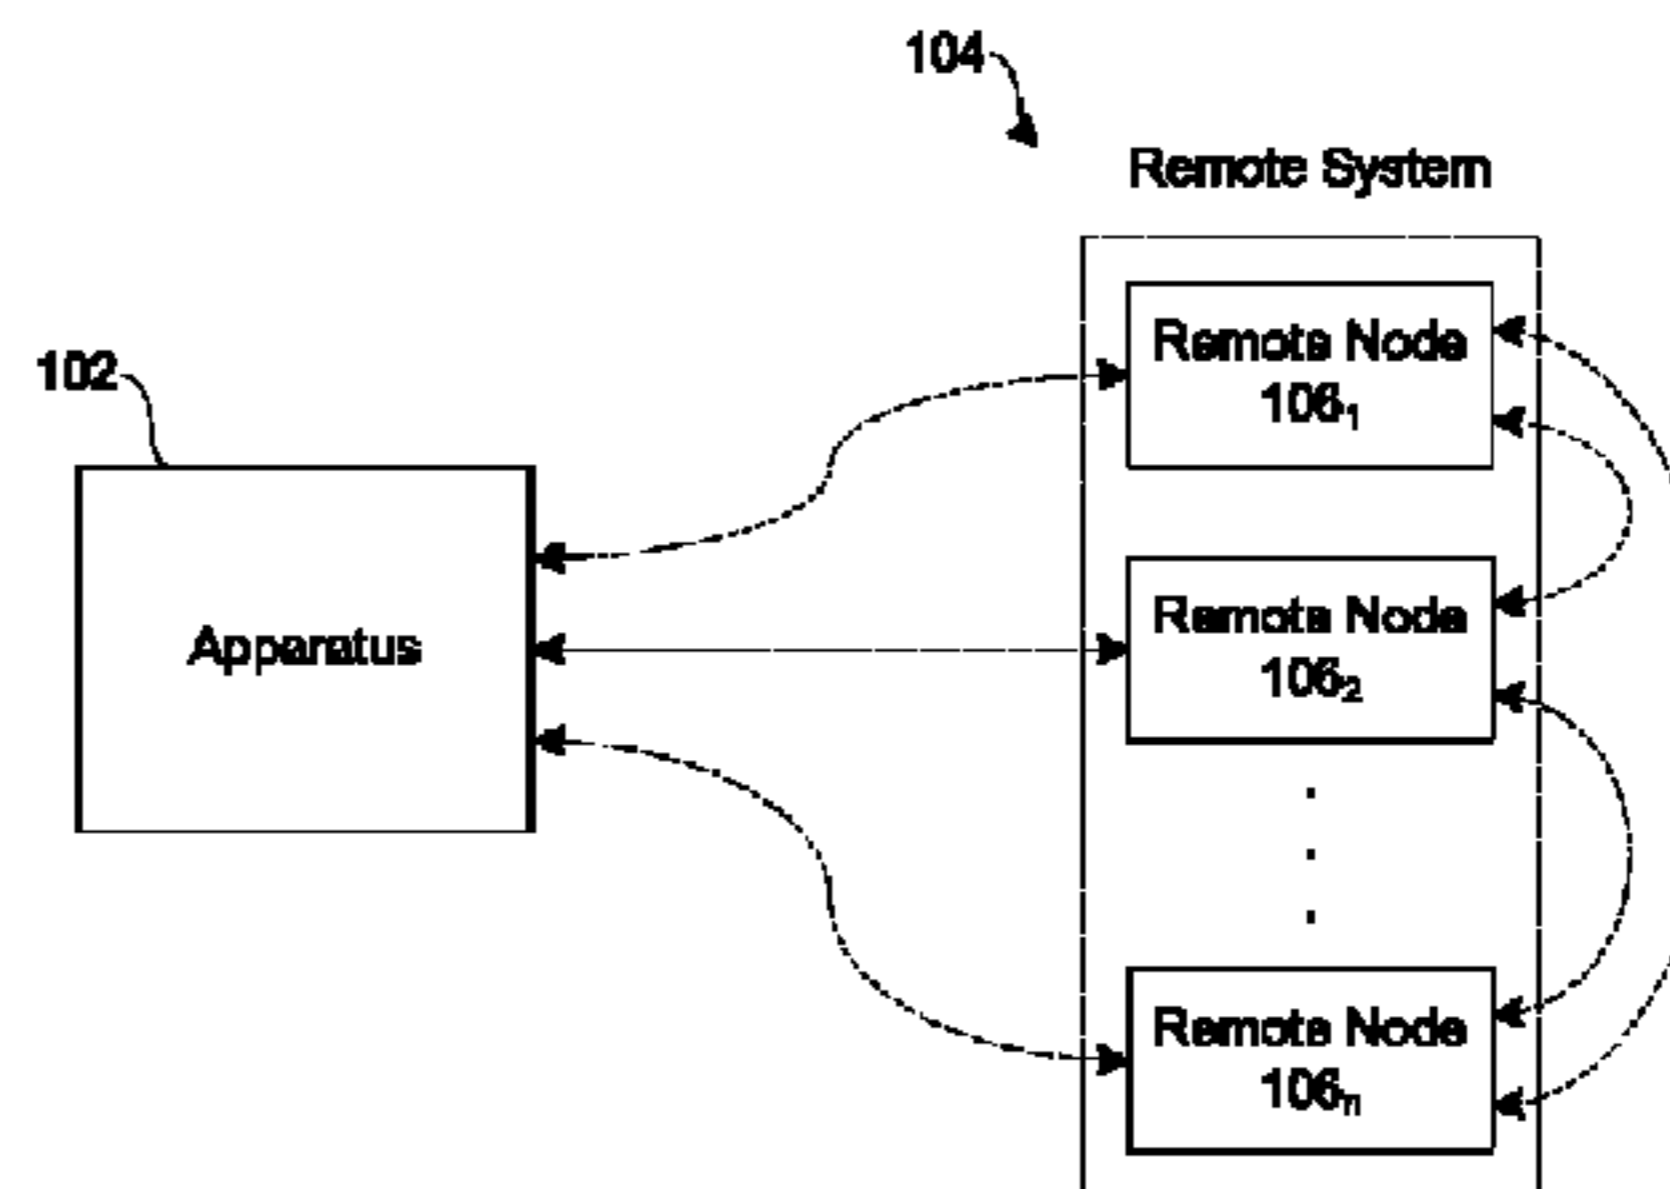 104
Remote System
102
Remote Node
106₁
Apparatus
Remote Node
106₂
Remote Node
106ₙ